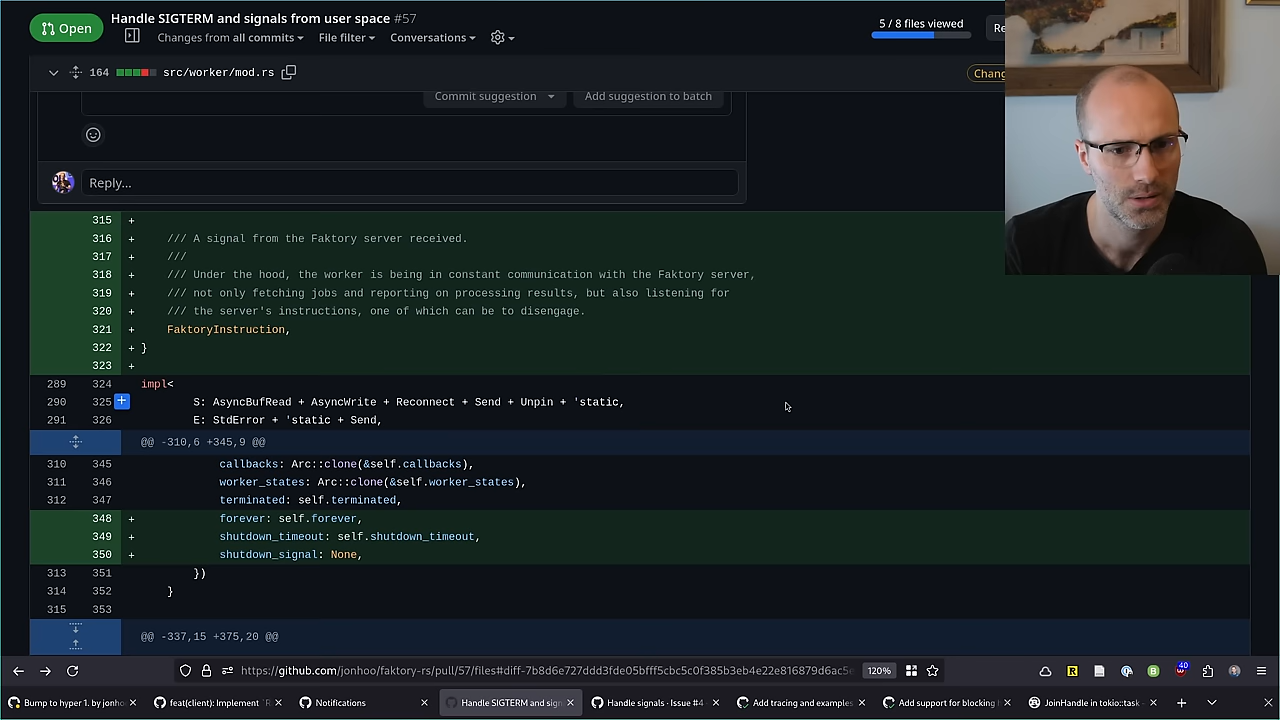 Open
Handle SIGTERM and signals from user space #57
Changes from all commits
File filter
Conversations
5 / 8 files viewed
Re
164 src/worker/mod.rs
Chang
Commit suggestion
Add suggestion to batch
Reply...
315 +
316 + /// A signal from the Faktory server received.
317 + ///
318 + /// Under the hood, the worker is being in constant communication with the Faktory server,
319 + /// not only fetching jobs and reporting on processing results, but also listening for
320 + /// the server's instructions, one of which can be to disengage.
321 + FaktoryInstruction,
322 + }
323 +
289 324 impl<
290 325 + S: AsyncBufRead + AsyncWrite + Reconnect + Send + Unpin + 'static,
291 326 E: StdError + 'static + Send,
@@ -310,6 +345,9 @@
310 345 callbacks: Arc::clone(&self.callbacks),
311 346 worker_states: Arc::clone(&self.worker_states),
312 347 terminated: self.terminated,
348 + forever: self.forever,
349 + shutdown_timeout: self.shutdown_timeout,
350 + shutdown_signal: None,
313 351 })
314 352 }
315 353
@@ -337,15 +375,20 @@
https://github.com/jonhoo/faktory-rs/pull/57/files#diff-7b8d6e727ddd3fde05bfff5cbc5c0f385b3eb4e22e816879d6ac5
120%
40
Bump to hyper 1. by jonho
feat(client): Implement
Notifications
Handle SIGTERM and sign
Handle signals · Issue #4
Add tracing and examples
Add support for blocking
JoinHandle in tokio::task -